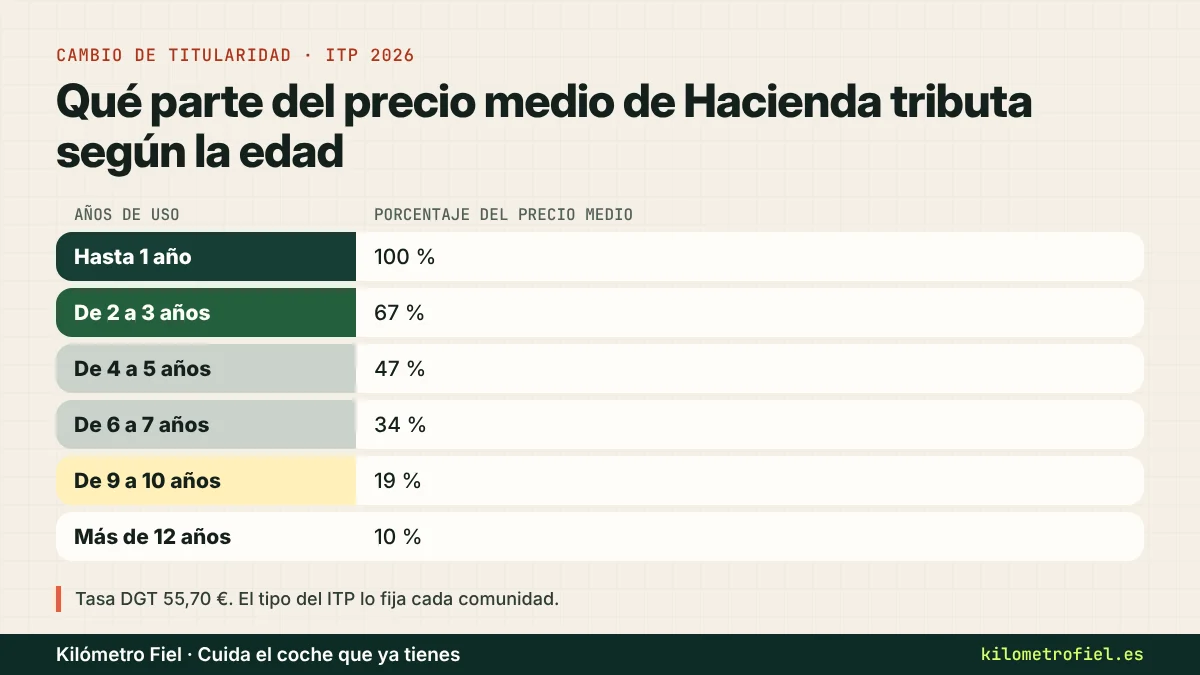 CAMBIO DE TITULARIDAD · ITP 2026
Qué parte del precio medio de Hacienda tributa
según la edad
AÑOS DE USO PORCENTAJE DEL PRECIO MEDIO
Hasta 1 año 100 %
De 2 a 3 años 67 %
De 4 a 5 años 47 %
De 6 a 7 años 34 %
De 9 a 10 años 19 %
Más de 12 años 10 %
Tasa DGT 55,70 €. El tipo del ITP lo fija cada comunidad.
Kilómetro Fiel · Cuida el coche que ya tienes kilometrofiel.es